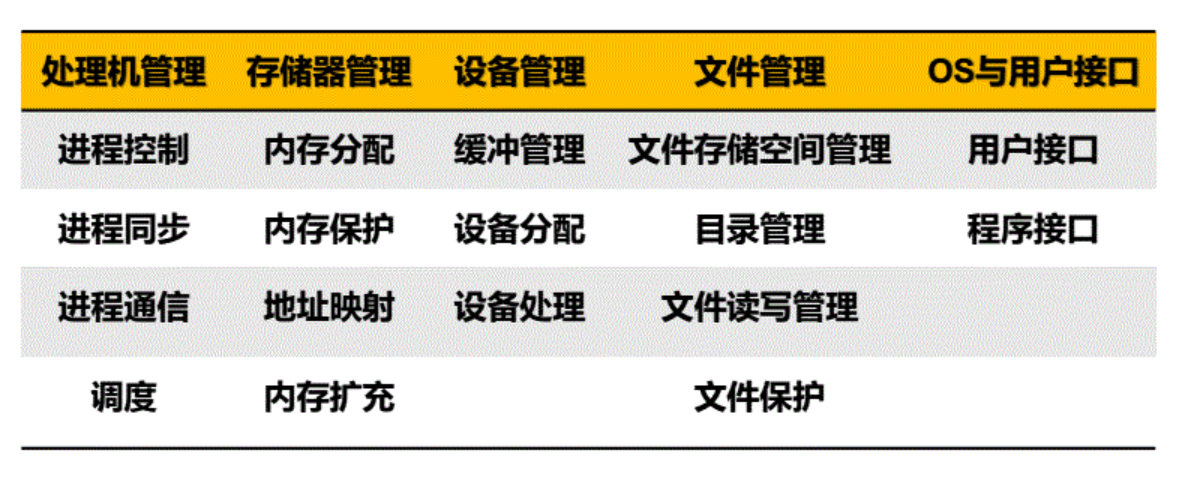 处理机管理 存储器管理 设备管理 文件管理 OS与用户接口
进程控制 内存分配 缓冲管理 文件存储空间管理 用户接口
进程同步 内存保护 设备分配 目录管理 程序接口
进程通信 地址映射 设备处理 文件读写管理
调度 内存扩充 文件保护